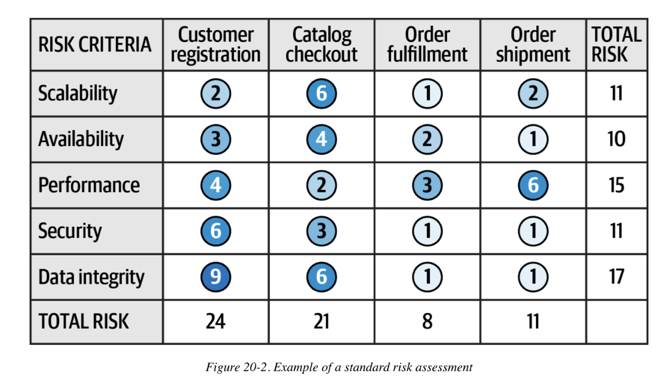 RISK CRITERIA Customer registration Catalog checkout Order fulfillment Order shipment TOTAL RISK
Scalability 2 6 1 2 11
Availability 3 4 2 1 10
Performance 4 2 3 6 15
Security 6 3 1 1 11
Data integrity 9 6 1 1 17
TOTAL RISK 24 21 8 11
Figure 20-2. Example of a standard risk assessment